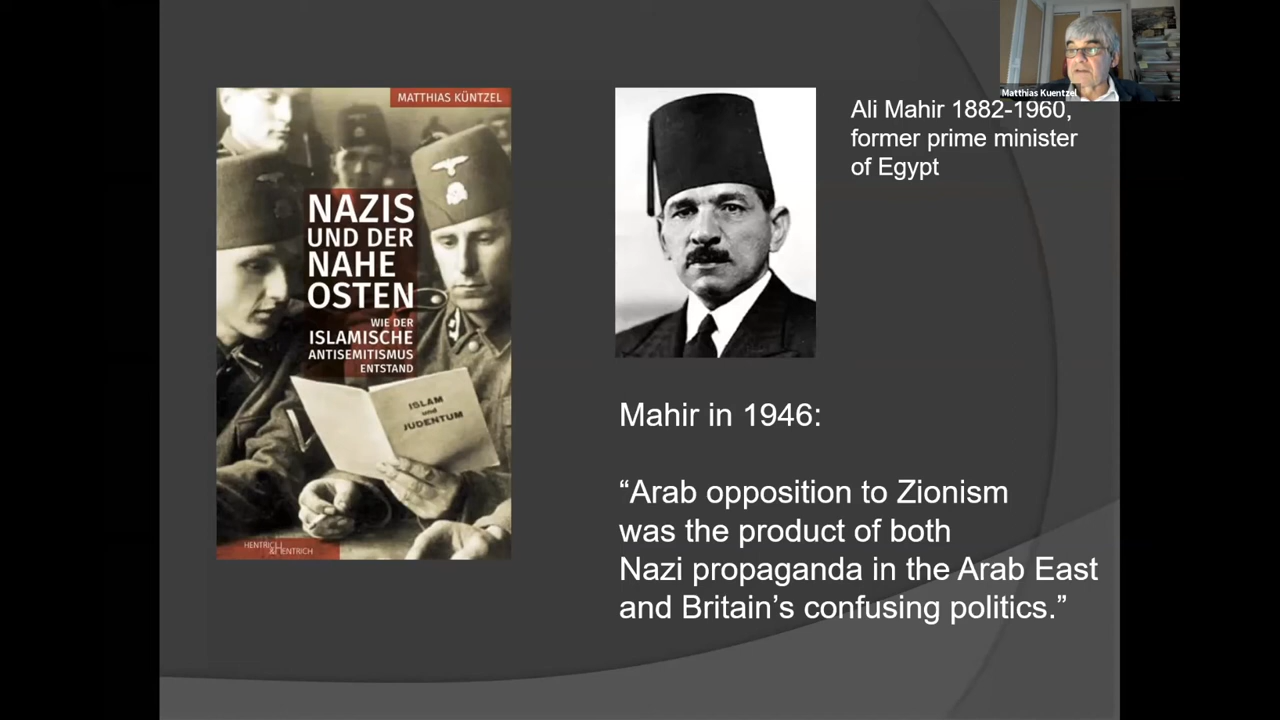 Matthias Kuentzel
MATTHIAS KÜNTZEL
NAZIS
UND DER
NAHE
OSTEN
WIE DER
ISLAMISCHE
ANTISEMITISMUS
ENTSTAND
ISLAM
und
JUDENTUM
HENTRICH
& HENTRICH
Ali Mahir 1882-1960,
former prime minister
of Egypt
Mahir in 1946:
“Arab opposition to Zionism
was the product of both
Nazi propaganda in the Arab East
and Britain’s confusing politics.”